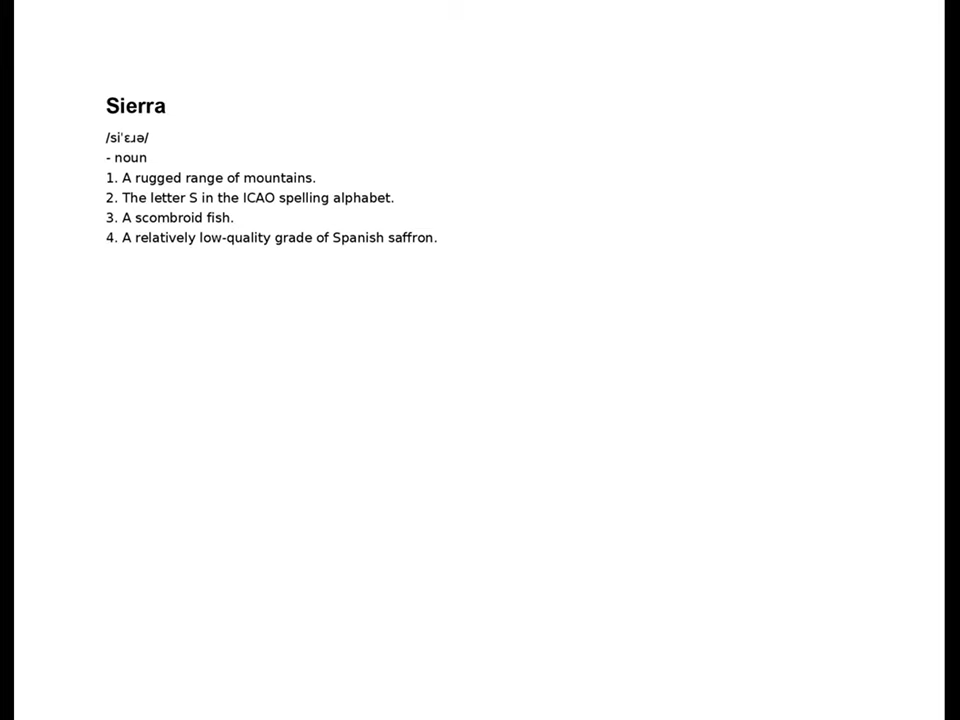 Sierra
/siˈɛɹə/
- noun
1. A rugged range of mountains.
2. The letter S in the ICAO spelling alphabet.
3. A scombroid fish.
4. A relatively low-quality grade of Spanish saffron.